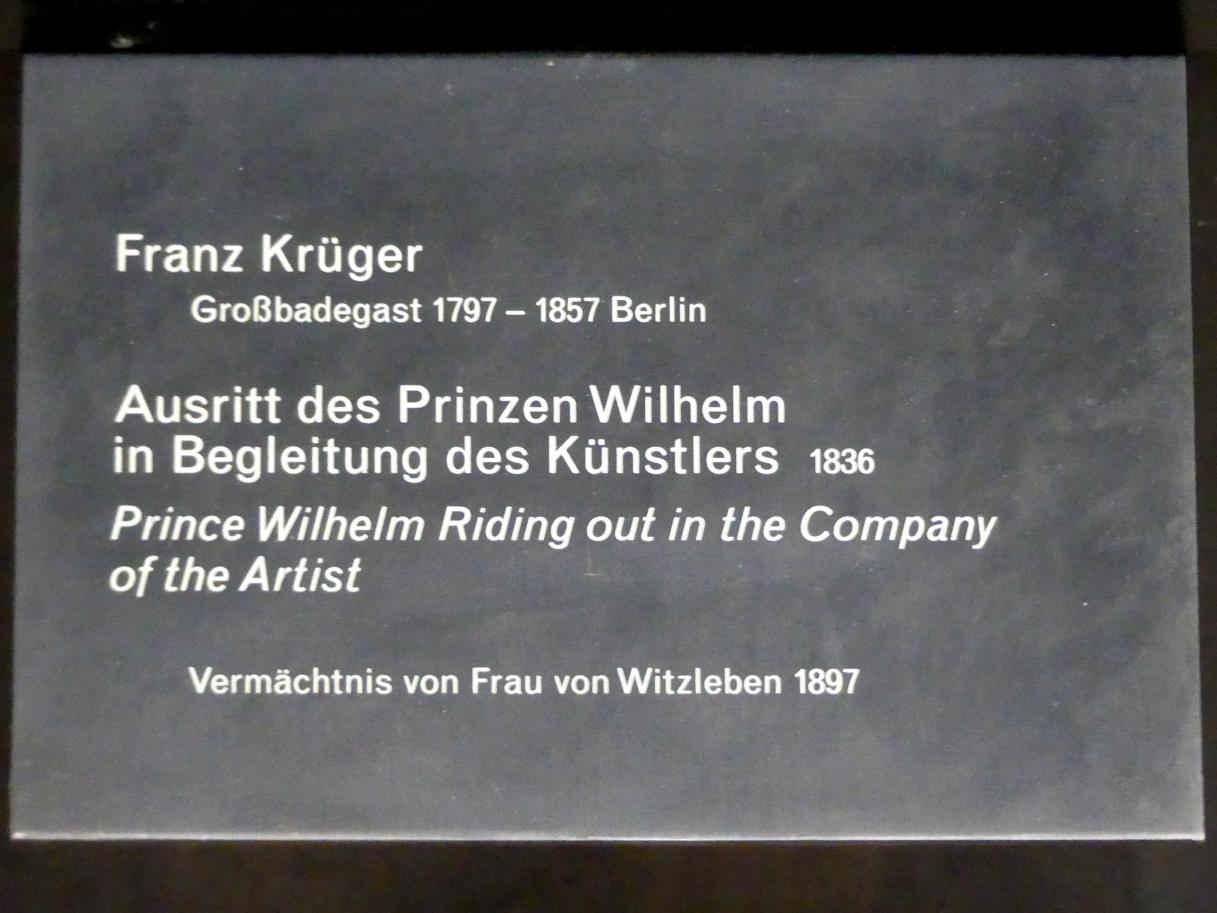 Franz Krüger
Großbadegast 1797 – 1857 Berlin
Ausritt des Prinzen Wilhelm
in Begleitung des Künstlers 1836
Prince Wilhelm Riding out in the Company
of the Artist
Vermächtnis von Frau von Witzleben 1897